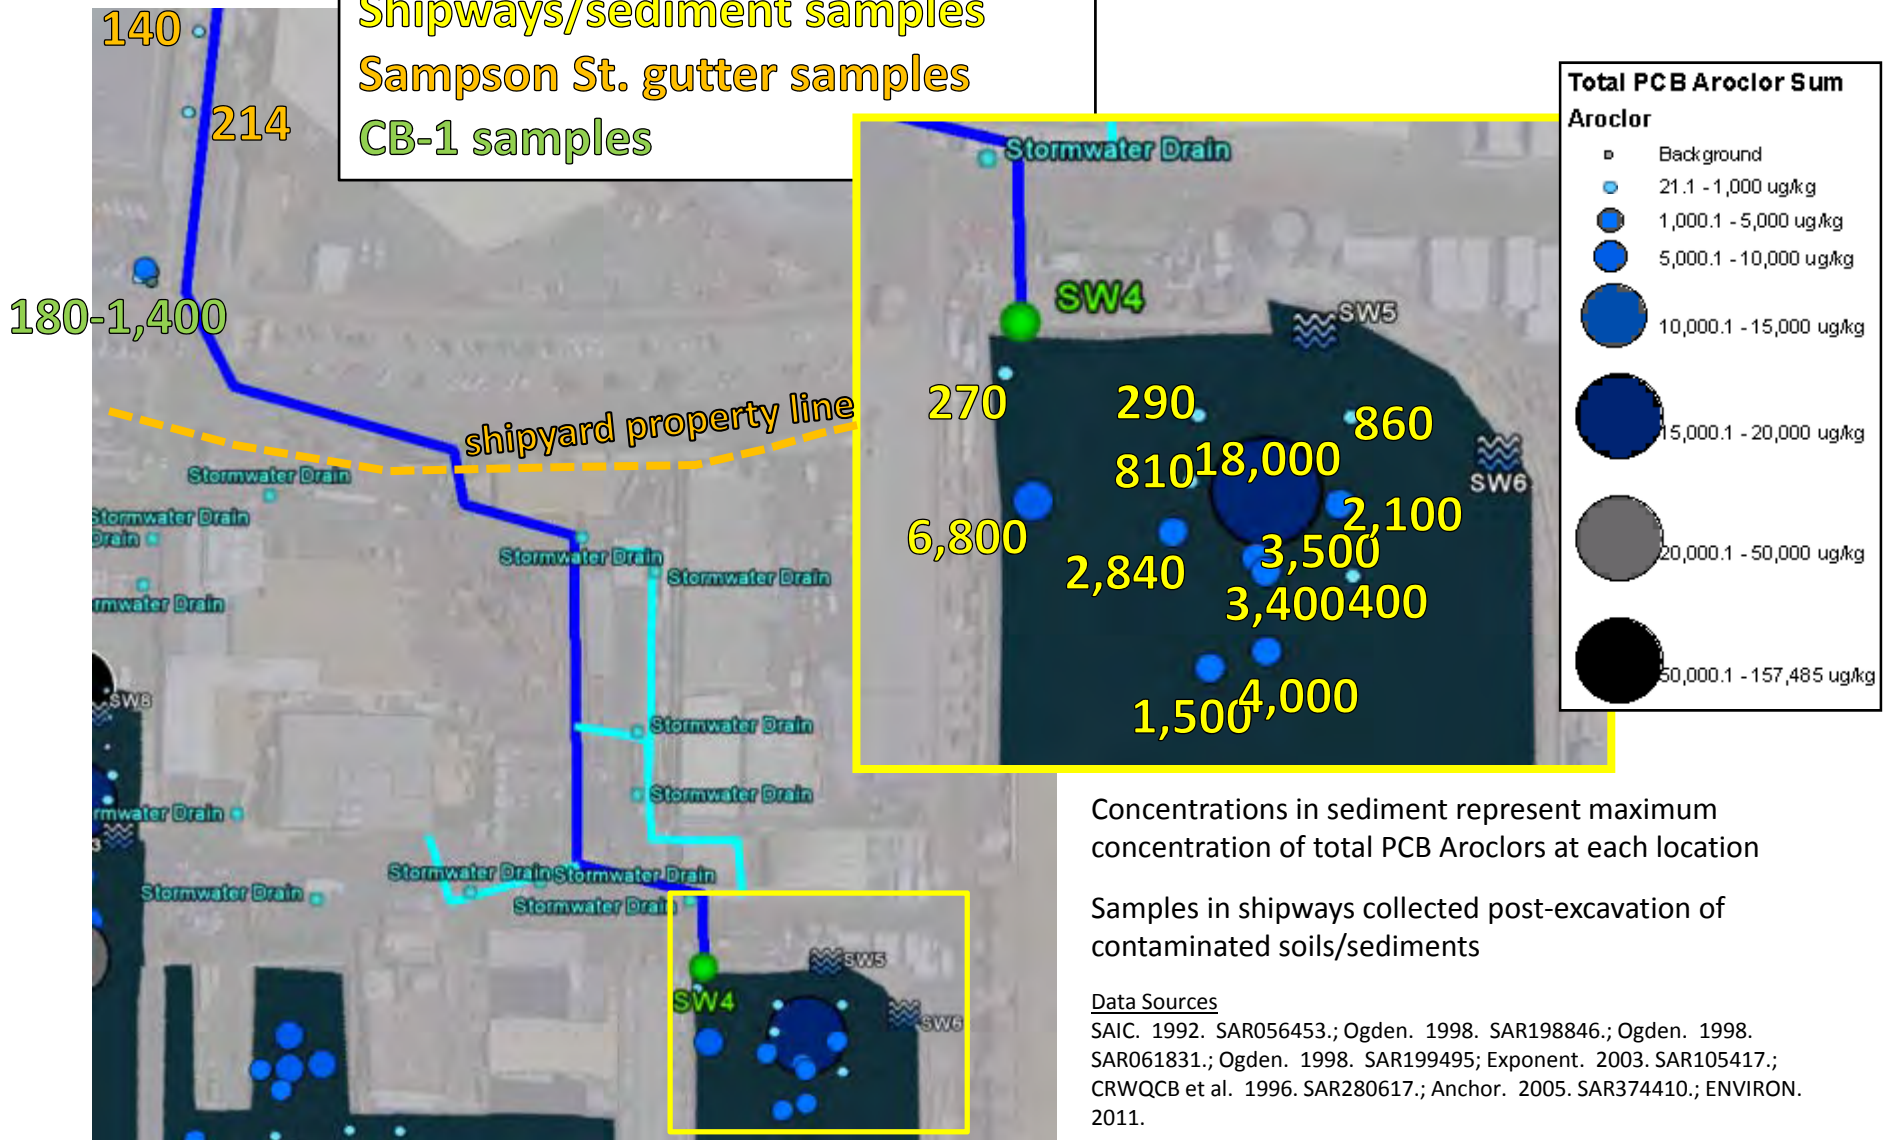 Shipways/sediment samples
Sampson St. gutter samples
CB-1 samples
140
214
180-1,400
shipyard property line
Stormwater Drain
Stormwater Drain
Drain
Stormwater Drain
Stormwater Drain
Drain
Stormwater Drain
SW8
Stormwater Drain
Drain
3
Stormwater Drain
Stormwater Drain
Stormwater Drain
Stormwater Drain
Stormwater Drain
SW4
SW5
SW6
Stormwater Drain
SW4
SW5
SW6
270
290
860
810
18,000
6,800
2,100
2,840
3,500
3,400
400
1,500
4,000
Total PCB Aroclor Sum
Aroclor
Background
21.1 - 1,000 ug/kg
1,000.1 - 5,000 ug/kg
5,000.1 - 10,000 ug/kg
10,000.1 - 15,000 ug/kg
15,000.1 - 20,000 ug/kg
20,000.1 - 50,000 ug/kg
50,000.1 - 157,485 ug/kg
Concentrations in sediment represent maximum
concentration of total PCB Aroclors at each location
Samples in shipways collected post-excavation of
contaminated soils/sediments
Data Sources
SAIC. 1992. SAR056453.; Ogden. 1998. SAR198846.; Ogden. 1998.
SAR061831.; Ogden. 1998. SAR199495; Exponent. 2003. SAR105417.;
CRWQCB et al. 1996. SAR280617.; Anchor. 2005. SAR374410.; ENVIRON.
2011.